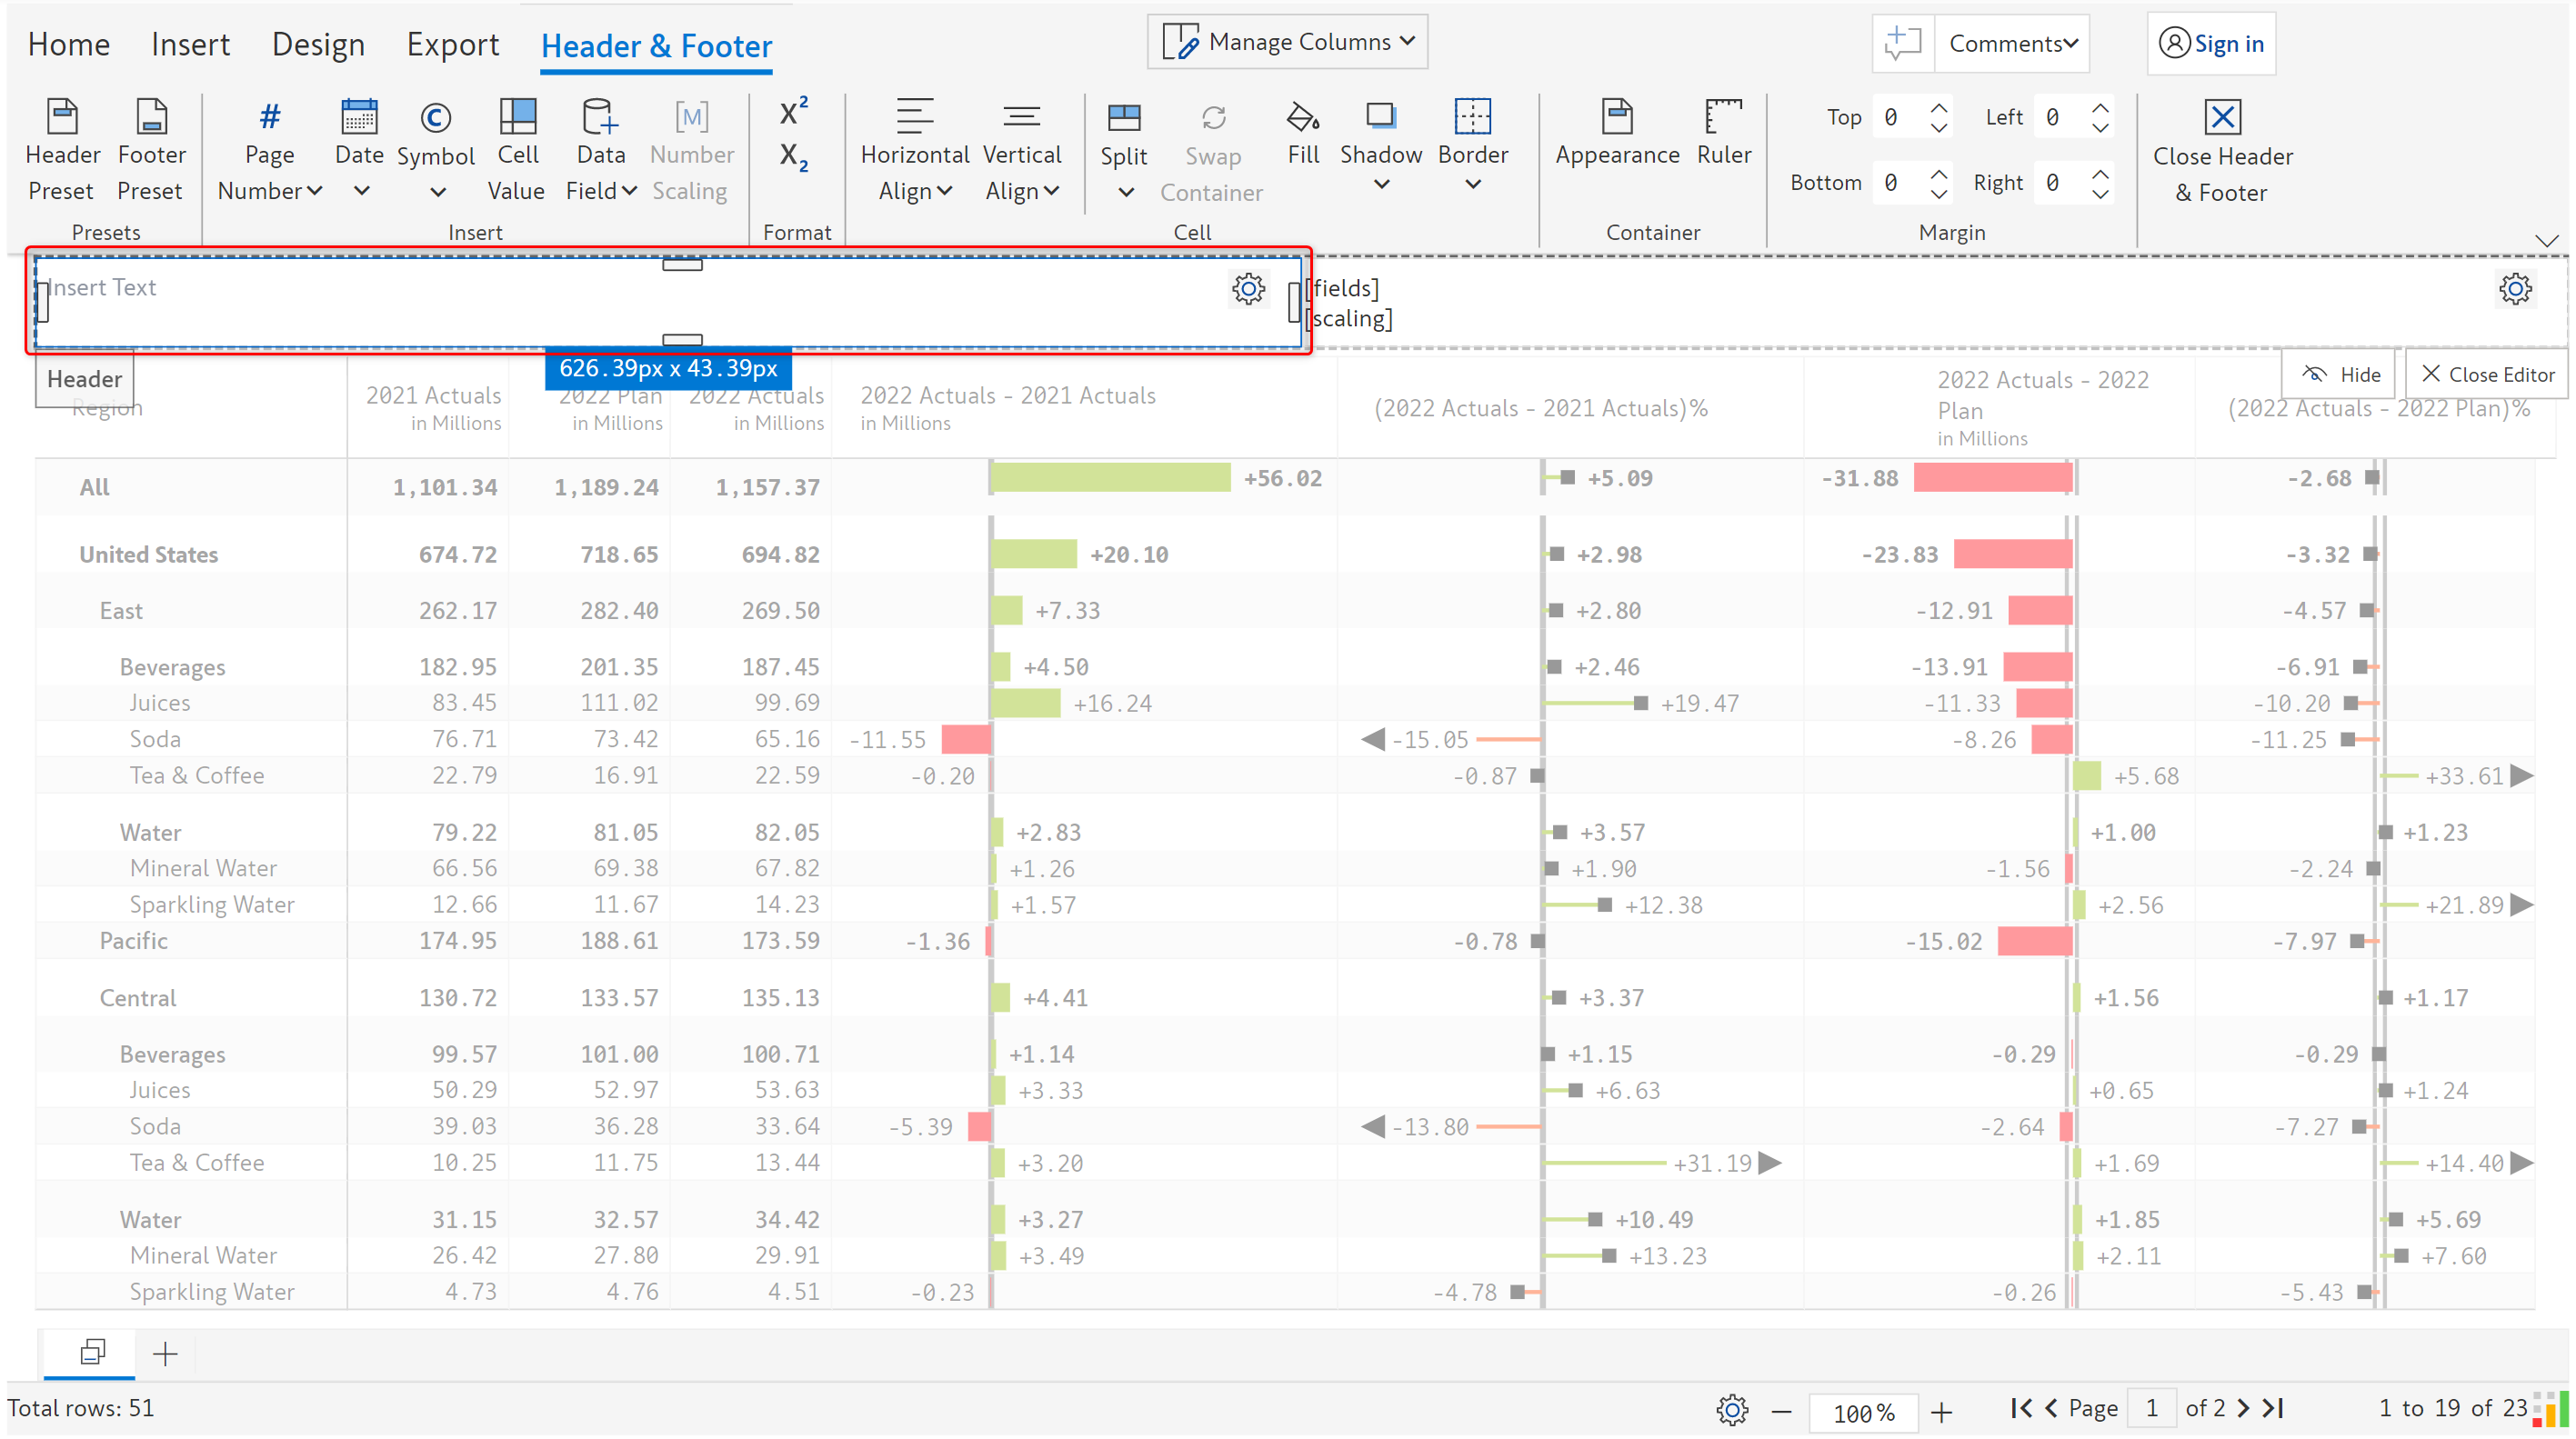 Home Insert Design Export Header & Footer Manage Columns Comments Sign in
Header Preset Footer Preset Page Number Date Symbol Cell Value Data Field [M] Number Scaling X² X₂ Horizontal Align Vertical Align Split Swap Container Fill Shadow Border Appearance Ruler Top 0 Left 0 Bottom 0 Right 0 Close Header & Footer
Presets Insert Format Cell Container Margin
Insert Text [fields]
[scaling]
Header 626.39px x 43.39px Hide Close Editor
Region 2021 Actuals in Millions 2022 Plan in Millions 2022 Actuals in Millions 2022 Actuals - 2021 Actuals in Millions (2022 Actuals - 2021 Actuals)% 2022 Actuals - 2022 Plan in Millions (2022 Actuals - 2022 Plan)%
All 1,101.34 1,189.24 1,157.37 +56.02 +5.09 -31.88 -2.68
United States 674.72 718.65 694.82 +20.10 +2.98 -23.83 -3.32
East 262.17 282.40 269.50 +7.33 +2.80 -12.91 -4.57
Beverages 182.95 201.35 187.45 +4.50 +2.46 -13.91 -6.91
Juices 83.45 111.02 99.69 +16.24 +19.47 -11.33 -10.20
Soda 76.71 73.42 65.16 -11.55 -15.05 -8.26 -11.25
Tea & Coffee 22.79 16.91 22.59 -0.20 -0.87 +5.68 +33.61
Water 79.22 81.05 82.05 +2.83 +3.57 +1.00 +1.23
Mineral Water 66.56 69.38 67.82 +1.26 +1.90 -1.56 -2.24
Sparkling Water 12.66 11.67 14.23 +1.57 +12.38 +2.56 +21.89
Pacific 174.95 188.61 173.59 -1.36 -0.78 -15.02 -7.97
Central 130.72 133.57 135.13 +4.41 +3.37 +1.56 +1.17
Beverages 99.57 101.00 100.71 +1.14 +1.15 -0.29 -0.29
Juices 50.29 52.97 53.63 +3.33 +6.63 +0.65 +1.24
Soda 39.03 36.28 33.64 -5.39 -13.80 -2.64 -7.27
Tea & Coffee 10.25 11.75 13.44 +3.20 +31.19 +1.69 +14.40
Water 31.15 32.57 34.42 +3.27 +10.49 +1.85 +5.69
Mineral Water 26.42 27.80 29.91 +3.49 +13.23 +2.11 +7.60
Sparkling Water 4.73 4.76 4.51 -0.23 -4.78 -0.26 -5.43
Total rows: 51 100% Page 1 of 2 1 to 19 of 23